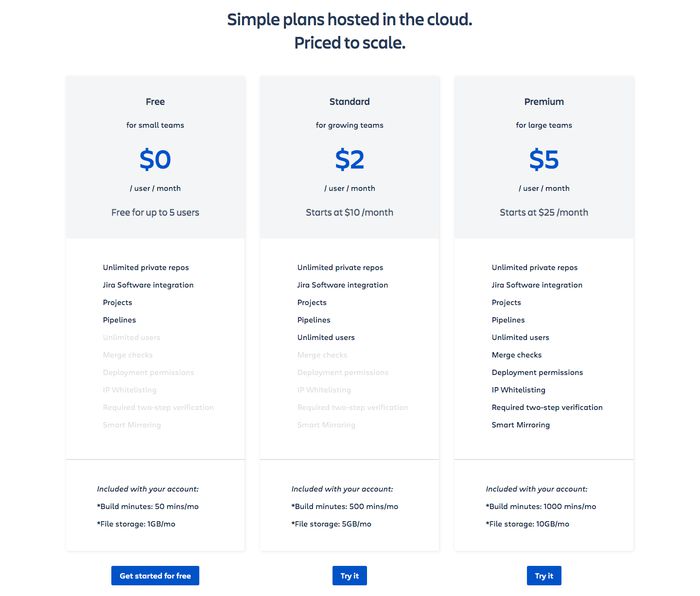 Simple plans hosted in the cloud.
Priced to scale.
Free
for small teams
$0
/ user / month
Free for up to 5 users
Unlimited private repos
Jira Software integration
Projects
Pipelines
Unlimited users
Merge checks
Deployment permissions
IP Whitelisting
Required two-step verification
Smart Mirroring
Included with your account:
*Build minutes: 50 mins/mo
*File storage: 1GB/mo
Get started for free
Standard
for growing teams
$2
/ user / month
Starts at $10 /month
Unlimited private repos
Jira Software integration
Projects
Pipelines
Unlimited users
Merge checks
Deployment permissions
IP Whitelisting
Required two-step verification
Smart Mirroring
Included with your account:
*Build minutes: 500 mins/mo
*File storage: 5GB/mo
Try it
Premium
for large teams
$5
/ user / month
Starts at $25 /month
Unlimited private repos
Jira Software integration
Projects
Pipelines
Unlimited users
Merge checks
Deployment permissions
IP Whitelisting
Required two-step verification
Smart Mirroring
Included with your account:
*Build minutes: 1000 mins/mo
*File storage: 10GB/mo
Try it